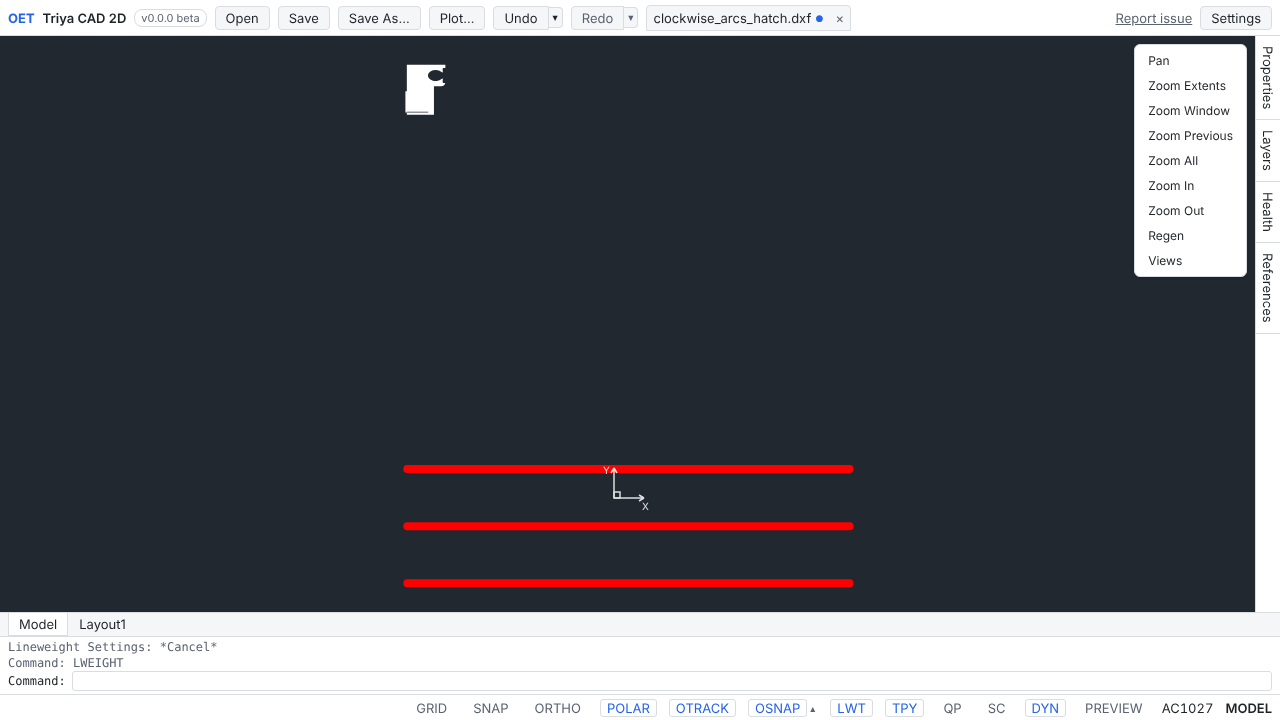 OET Triya CAD 2D v0.0.0 beta Open Save Save As... Plot... Undo ▾ Redo ▾ clockwise_arcs_hatch.dxf × Report issue Settings
Pan
Zoom Extents
Zoom Window
Zoom Previous
Zoom All
Zoom In
Zoom Out
Regen
Views
Properties
Layers
Health
References
Y
X
Model Layout1
Lineweight Settings: *Cancel*
Command: LWEIGHT
Command:
GRID SNAP ORTHO POLAR OTRACK OSNAP ▴ LWT TPY QP SC DYN PREVIEW AC1027 MODEL